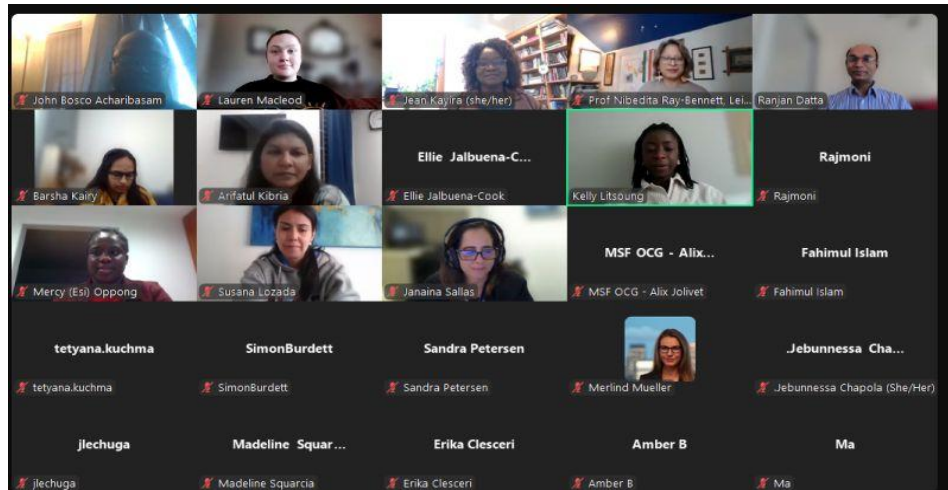 John Bosco Acharibasam
Lauren Macleod
Jean Kayira (she/her)
Prof Nibedita Ray-Bennett, Lei...
Ranjan Datta
Barsha Kairy
Arifatul Kibria
Ellie Jalbuena-C...
Ellie Jalbuena-Cook
Kelly Litsoung
Rajmoni
Rajmoni
Mercy (Esi) Oppong
Susana Lozada
Janaina Sallas
MSF OCG - Alix...
MSF OCG - Alix Jolivet
Fahimul Islam
Fahimul Islam
tetyana.kuchma
tetyana.kuchma
SimonBurdett
SimonBurdett
Sandra Petersen
Sandra Petersen
Merlind Mueller
.Jebunnessa Cha...
.Jebunnessa Chapola (She/Her)
jlechuga
jlechuga
Madeline Squar...
Madeline Squarcia
Erika Clesceri
Erika Clesceri
Amber B
Amber B
Ma
Ma